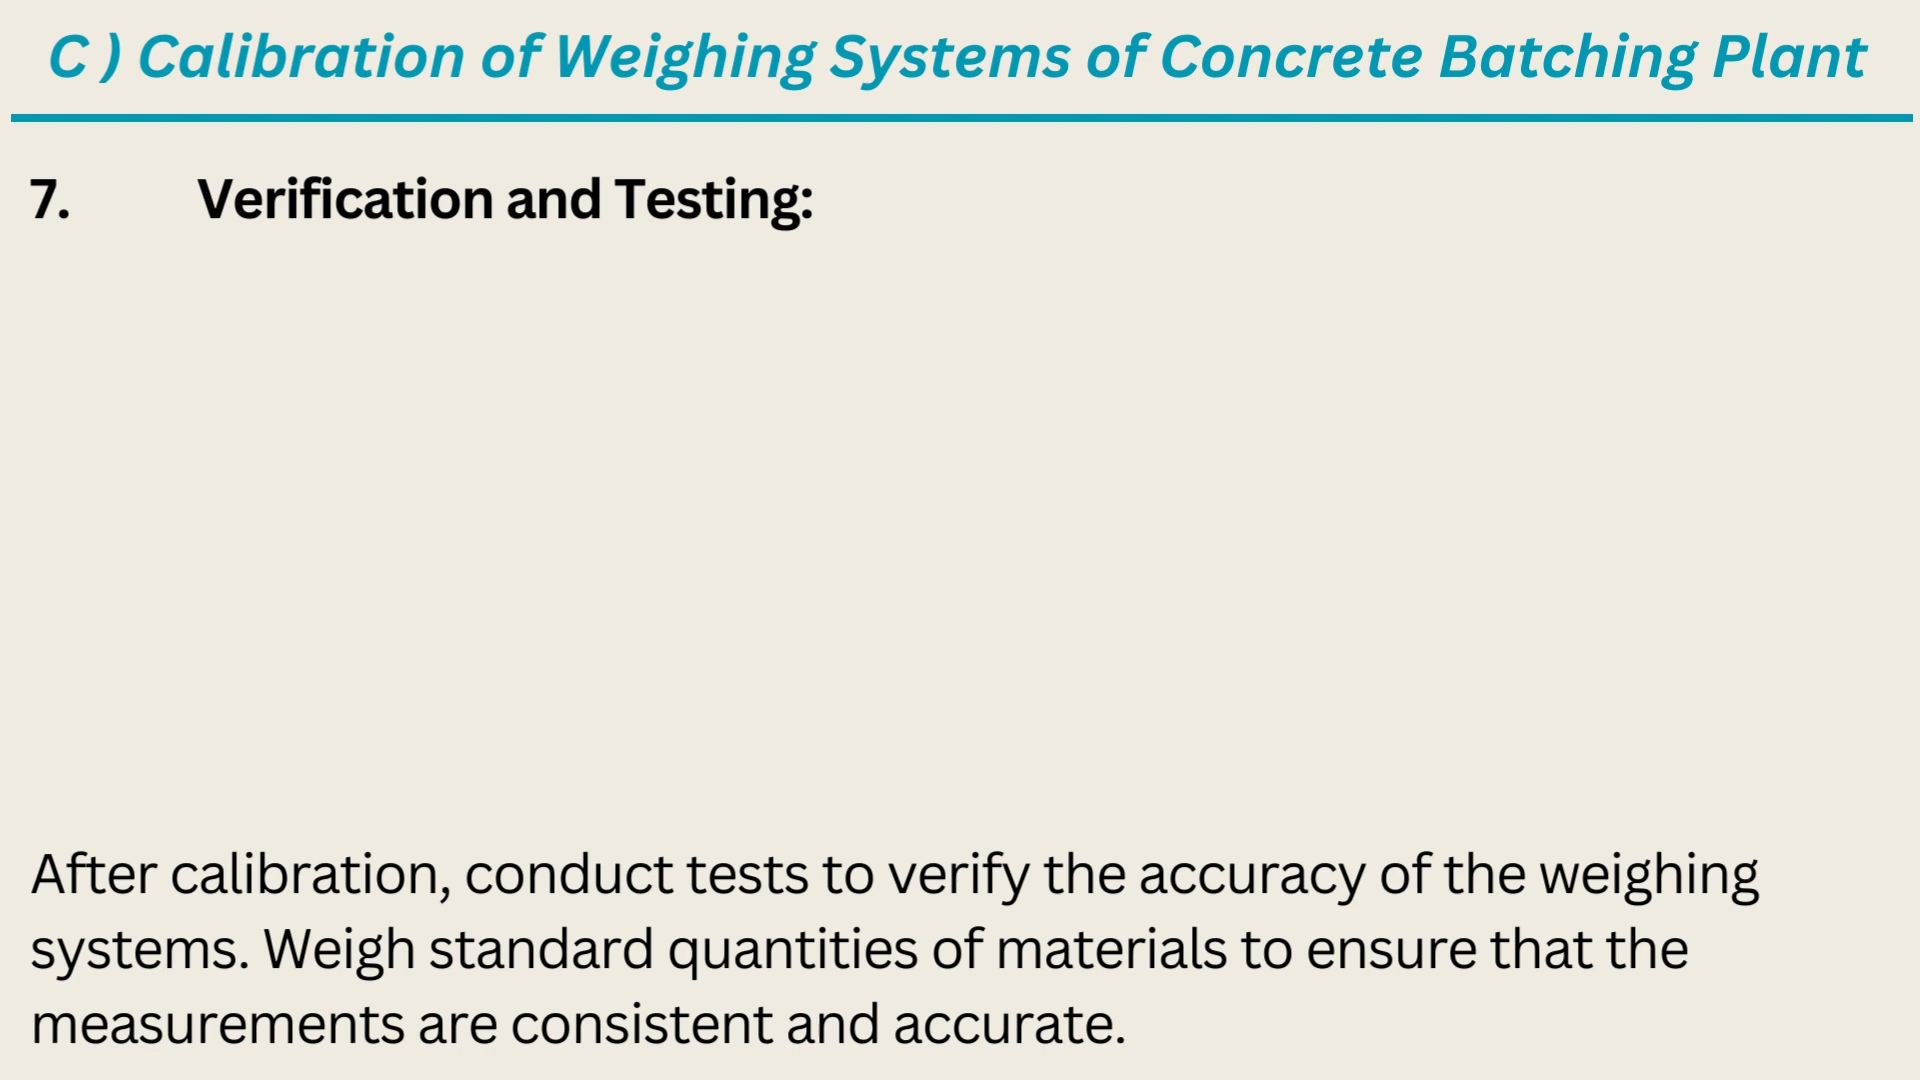 C ) Calibration of Weighing Systems of Concrete Batching Plant
7. Verification and Testing:
After calibration, conduct tests to verify the accuracy of the weighing
systems. Weigh standard quantities of materials to ensure that the
measurements are consistent and accurate.